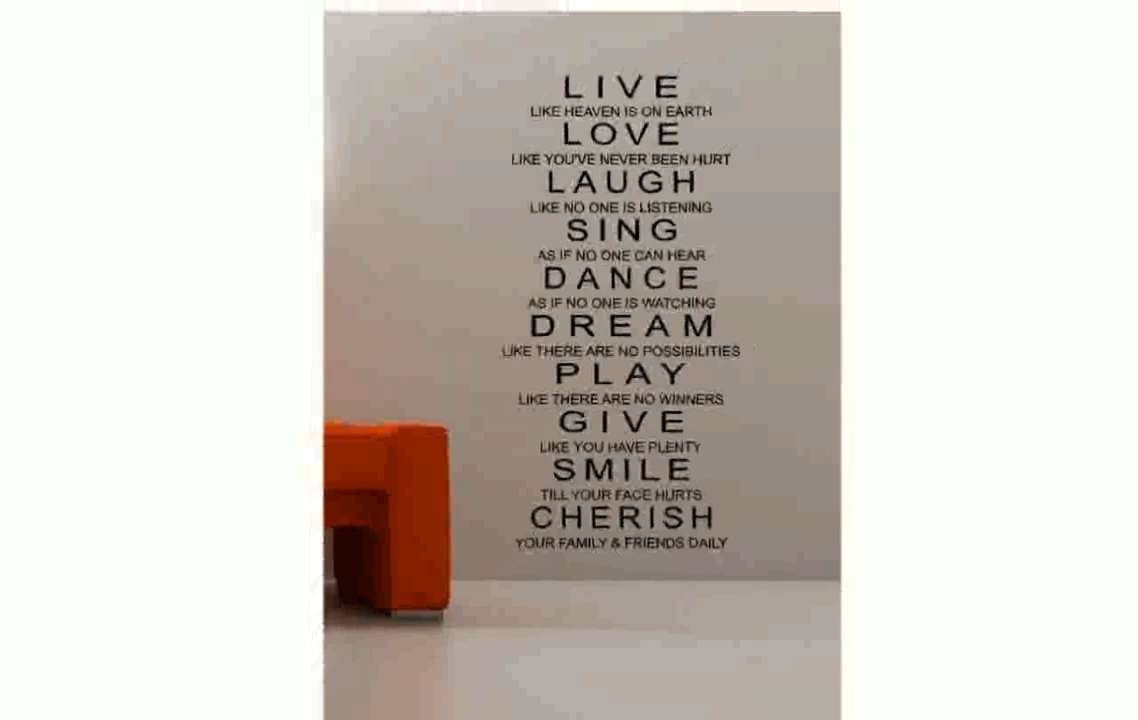 LIVE
LIKE HEAVEN IS ON EARTH
LOVE
LIKE YOU'VE NEVER BEEN HURT
LAUGH
LIKE NO ONE IS LISTENING
SING
AS IF NO ONE CAN HEAR
DANCE
AS IF NO ONE IS WATCHING
DREAM
LIKE THERE ARE NO POSSIBILITIES
PLAY
LIKE THERE ARE NO WINNERS
GIVE
LIKE YOU HAVE PLENTY
SMILE
TILL YOUR FACE HURTS
CHERISH
YOUR FAMILY & FRIENDS DAILY